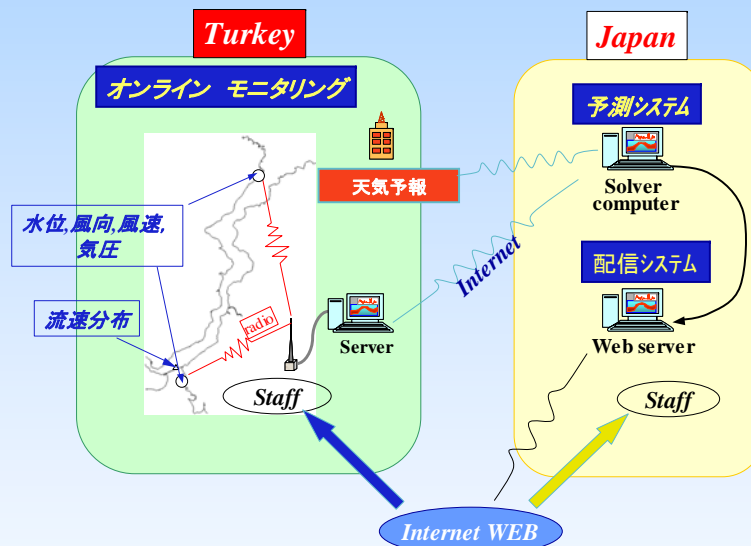 Turkey
Japan
オンライン モニタリング
予測システム
天気予報
Solver
computer
水位,風向,風速,
気圧
Internet
配信システム
流速分布
radio
Server
Web server
Staff
Staff
Internet WEB